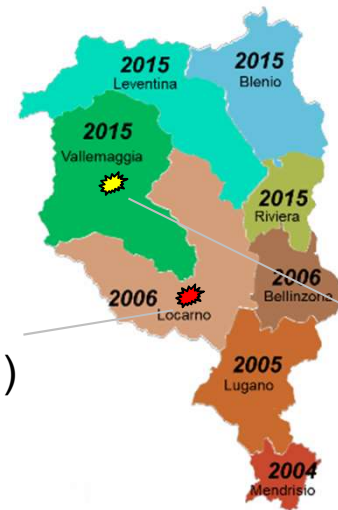 2015
Leventina
2015
Blenio
2015
Vallemaggia
2015
Riviera
2006
Bellinzona
2006
Locarno
)
2005
Lugano
2004
Mendrisio